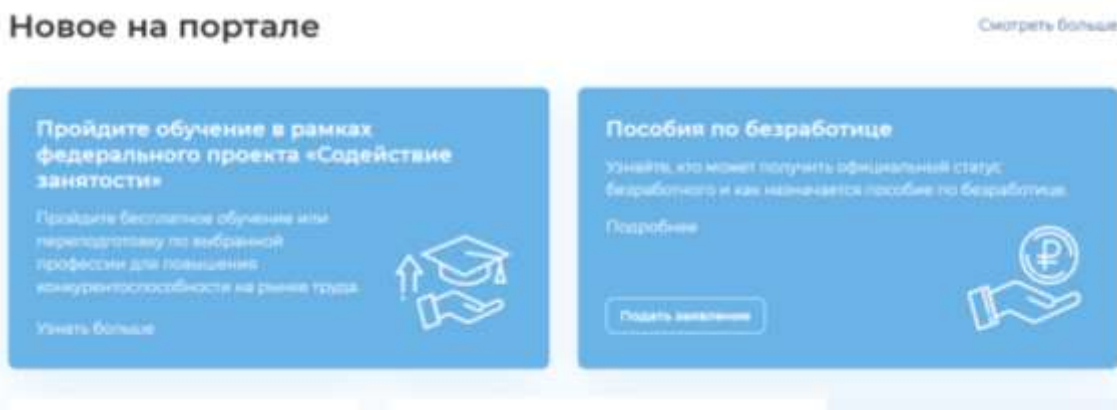 Новое на портале
Смотреть больше
Пройдите обучение в рамках
федерального проекта «Содействие
занятости»
Пройдите бесплатное обучение или
переподготовку по выбранной
профессии для повышения
конкурентоспособности на рынке труда.
Узнать больше
Пособия по безработице
Узнайте, кто может получить официальный статус
безработного и как назначается пособие по безработице.
Подробнее
Подать заявление